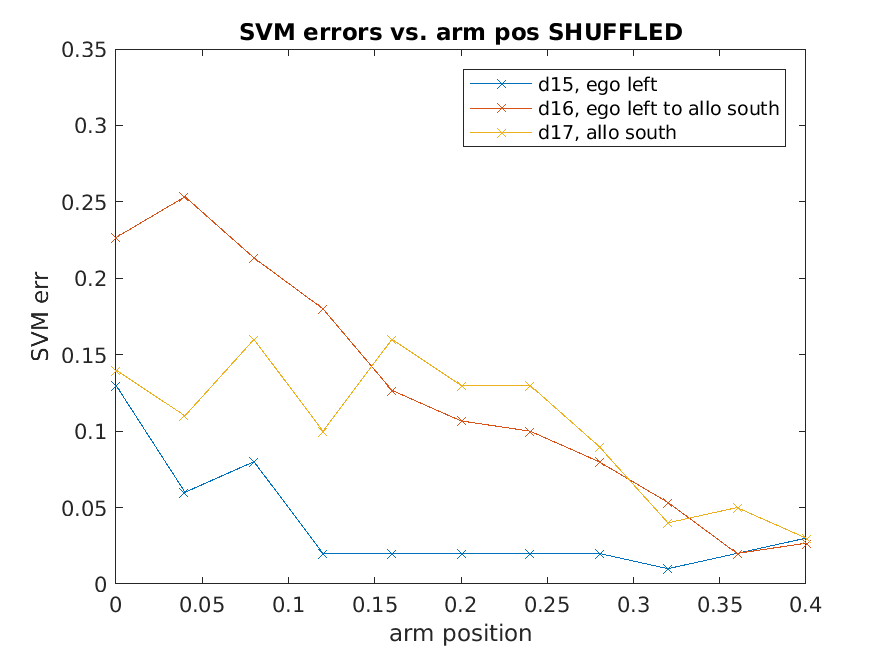 SVM errors vs. arm pos SHUFFLED
0.35
0.3
0.25
0.2
0.15
0.1
0.05
0
SVM err
d15, ego left
d16, ego left to allo south
d17, allo south
0 0.05 0.1 0.15 0.2 0.25 0.3 0.35 0.4
arm position